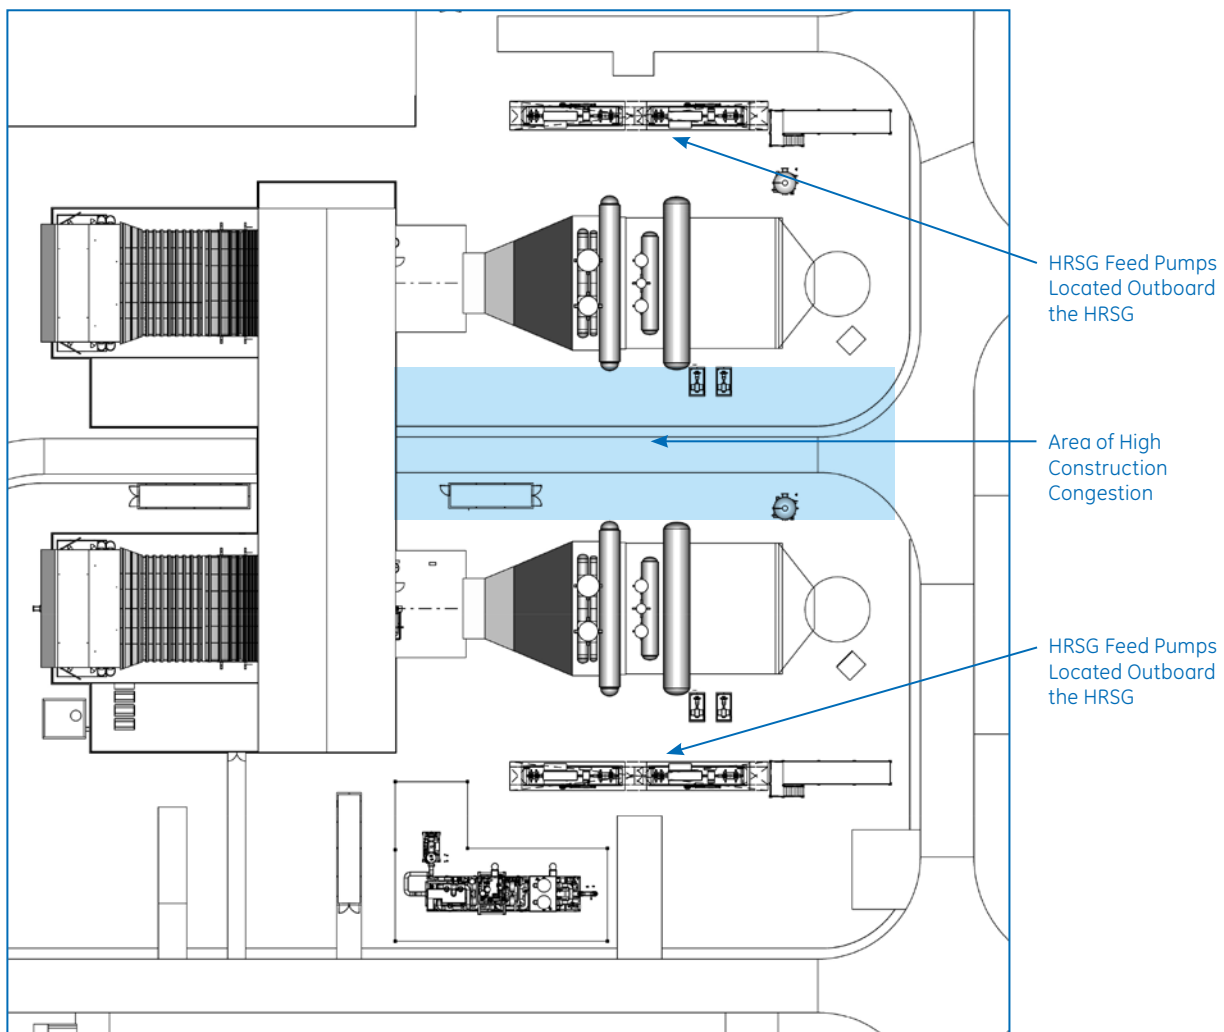 HRSG Feed Pumps
Located Outboard
the HRSG
Area of High
Construction
Congestion
HRSG Feed Pumps
Located Outboard
the HRSG